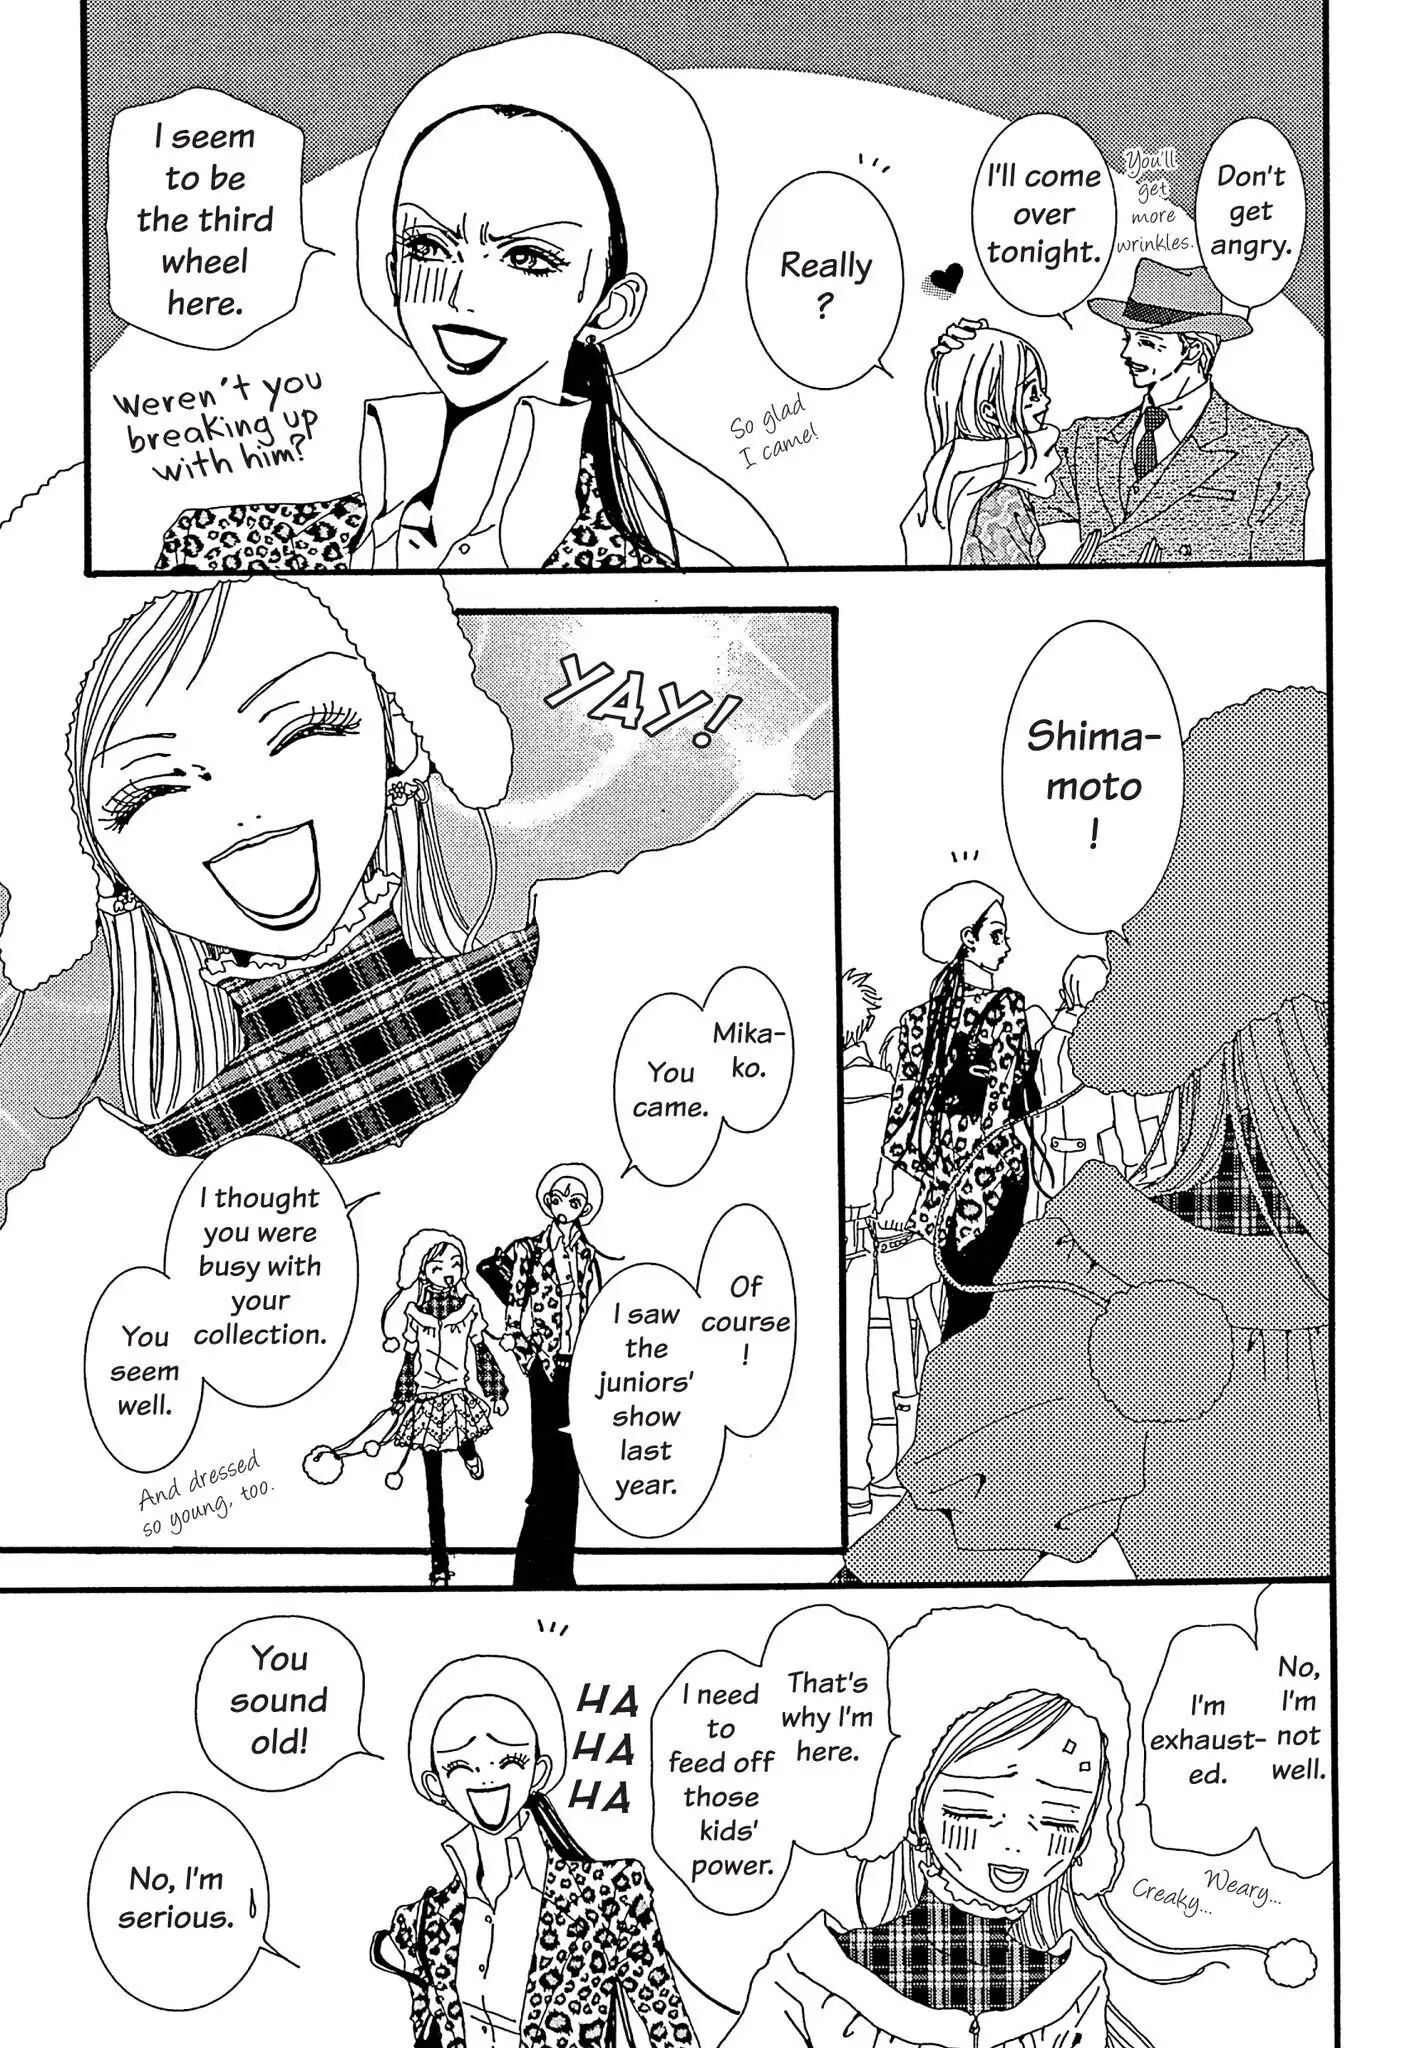 Don't
get
angry.
You'll
get
more
wrinkles.
I'll come
over
tonight.
Really
?
So glad
I came!
I seem
to be
the third
wheel
here.
Weren't you
breaking up
with him?
Shima-
moto
!
YAY!
Mika-
ko.
You
came.
Of
course
!
I saw
the
juniors'
show
last
year.
I thought
you were
busy with
your
collection.
You
seem
well.
And dressed
so young, too.
No,
I'm
not
well.
I'm
exhaust-
ed.
Weary...
Creaky...
That's
why I'm
here.
I need
to
feed off
those
kids'
power.
HA
HA
HA
You
sound
old!
No, I'm
serious.